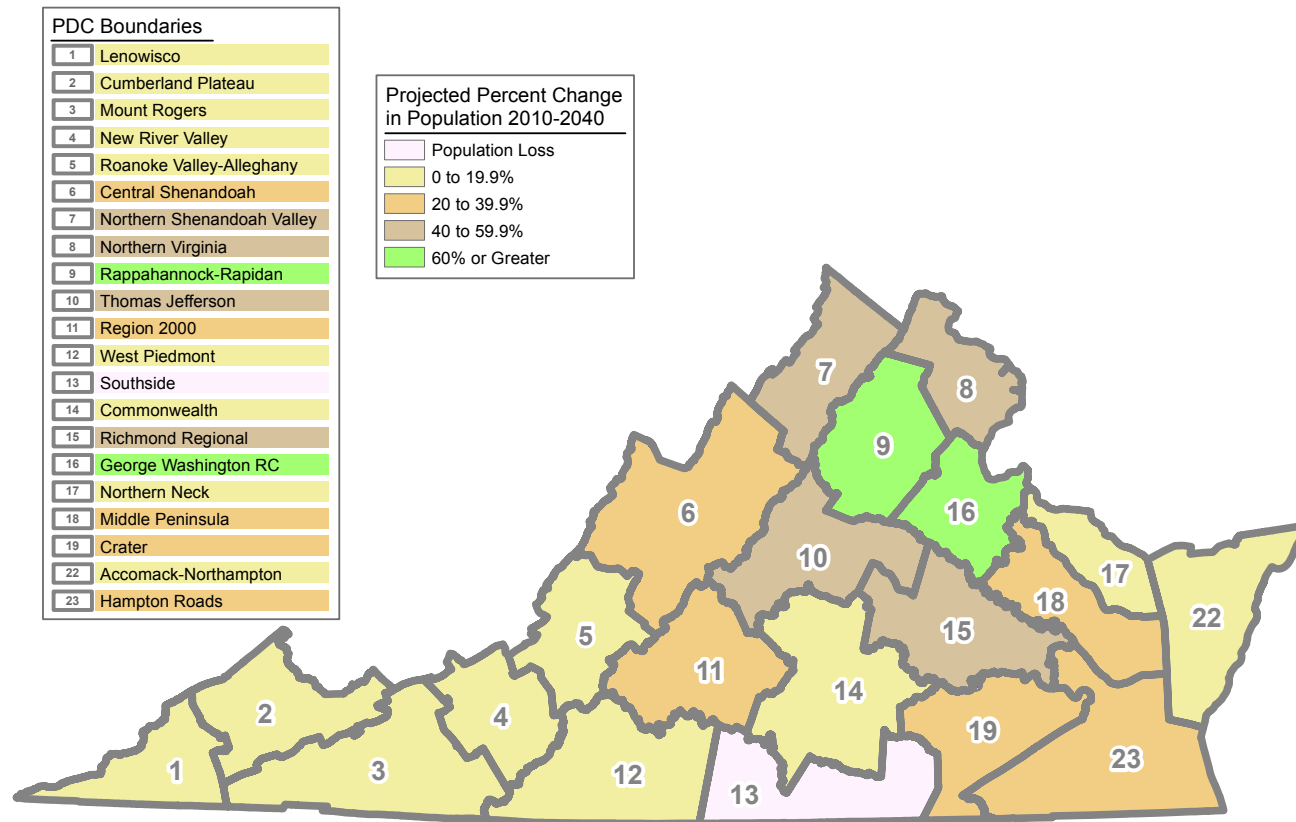 PDC Boundaries
1 Lenowisco
2 Cumberland Plateau
3 Mount Rogers
4 New River Valley
5 Roanoke Valley-Alleghany
6 Central Shenandoah
7 Northern Shenandoah Valley
8 Northern Virginia
9 Rappahannock-Rapidan
10 Thomas Jefferson
11 Region 2000
12 West Piedmont
13 Southside
14 Commonwealth
15 Richmond Regional
16 George Washington RC
17 Northern Neck
18 Middle Peninsula
19 Crater
22 Accomack-Northampton
23 Hampton Roads
Projected Percent Change
in Population 2010-2040
Population Loss
0 to 19.9%
20 to 39.9%
40 to 59.9%
60% or Greater
7
8
9
6
16
10
17
18
22
5
15
11
14
2
4
19
23
1
3
12
13